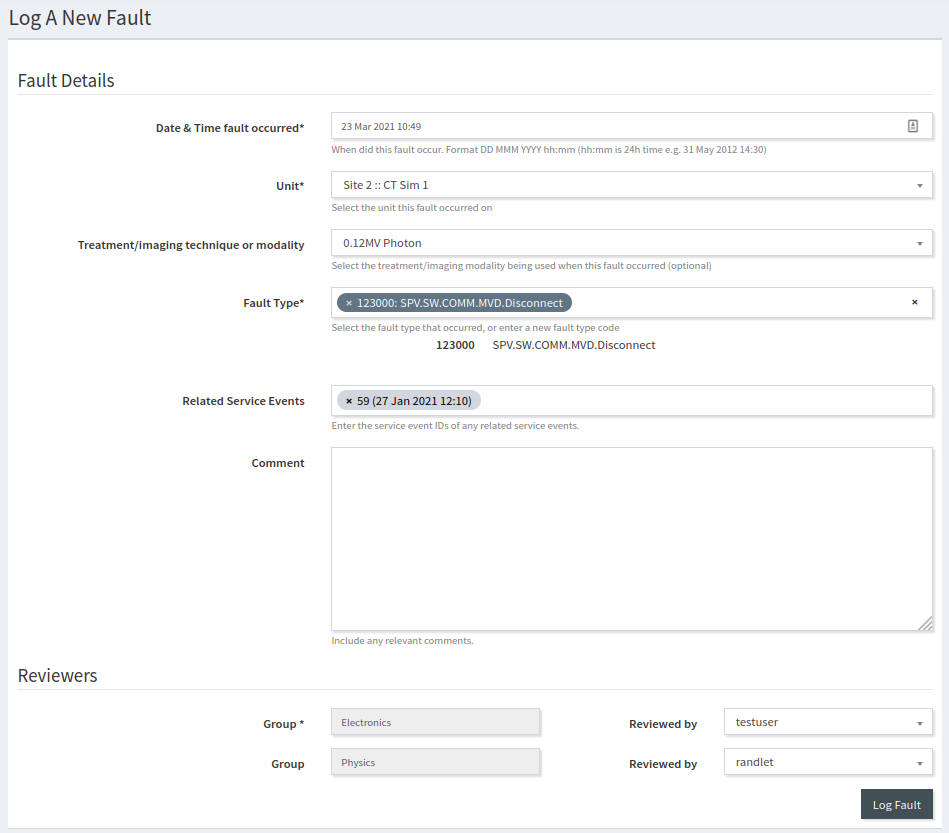 Log A New Fault
Fault Details
Date & Time fault occurred*
23 Mar 2021 10:49
When did this fault occur. Format DD MMM YYYY hh:mm (hh:mm is 24h time e.g. 31 May 2012 14:30)
Unit*
Site 2 :: CT Sim 1
Select the unit this fault occurred on
Treatment/imaging technique or modality
0.12MV Photon
Select the treatment/imaging modality being used when this fault occurred (optional)
Fault Type*
× 123000: SPV.SW.COMM.MVD.Disconnect ×
Select the fault type that occurred, or enter a new fault type code
123000 SPV.SW.COMM.MVD.Disconnect
Related Service Events
× 59 (27 Jan 2021 12:10)
Enter the service event IDs of any related service events.
Comment
Include any relevant comments.
Reviewers
Group * Electronics Reviewed by testuser
Group Physics Reviewed by randlet
Log Fault